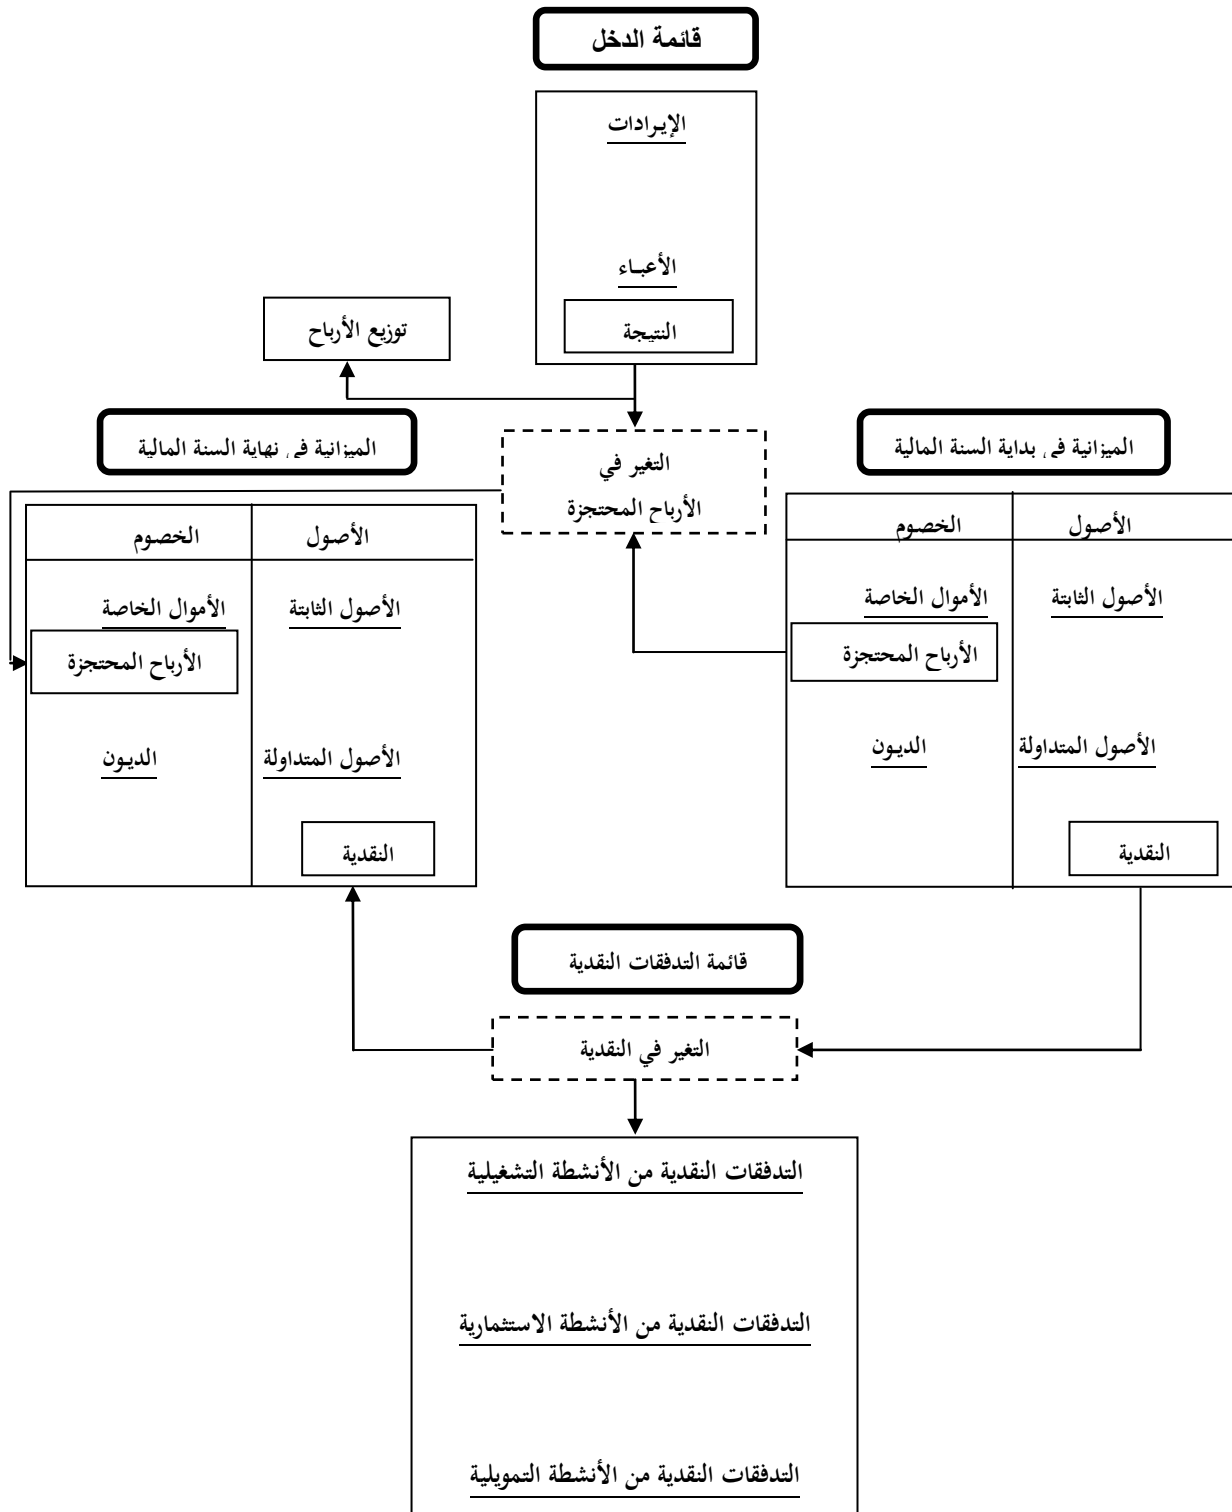 قائمة الدخل
الإيرادات
الأعباء
النتيجة
توزيع الأرباح
الميزانية في بداية السنة المالية
الميزانية في نهاية السنة المالية
التغير في
الأرباح المحتجزة
الأصول
الخصوم
الأصول الثابتة
الأموال الخاصة
الأرباح المحتجزة
الأصول المتداولة
الديون
النقدية
الأصول
الخصوم
الأصول الثابتة
الأموال الخاصة
الأرباح المحتجزة
الأصول المتداولة
الديون
النقدية
قائمة التدفقات النقدية
التغير في النقدية
التدفقات النقدية من الأنشطة التشغيلية
التدفقات النقدية من الأنشطة الاستثمارية
التدفقات النقدية من الأنشطة التمويلية